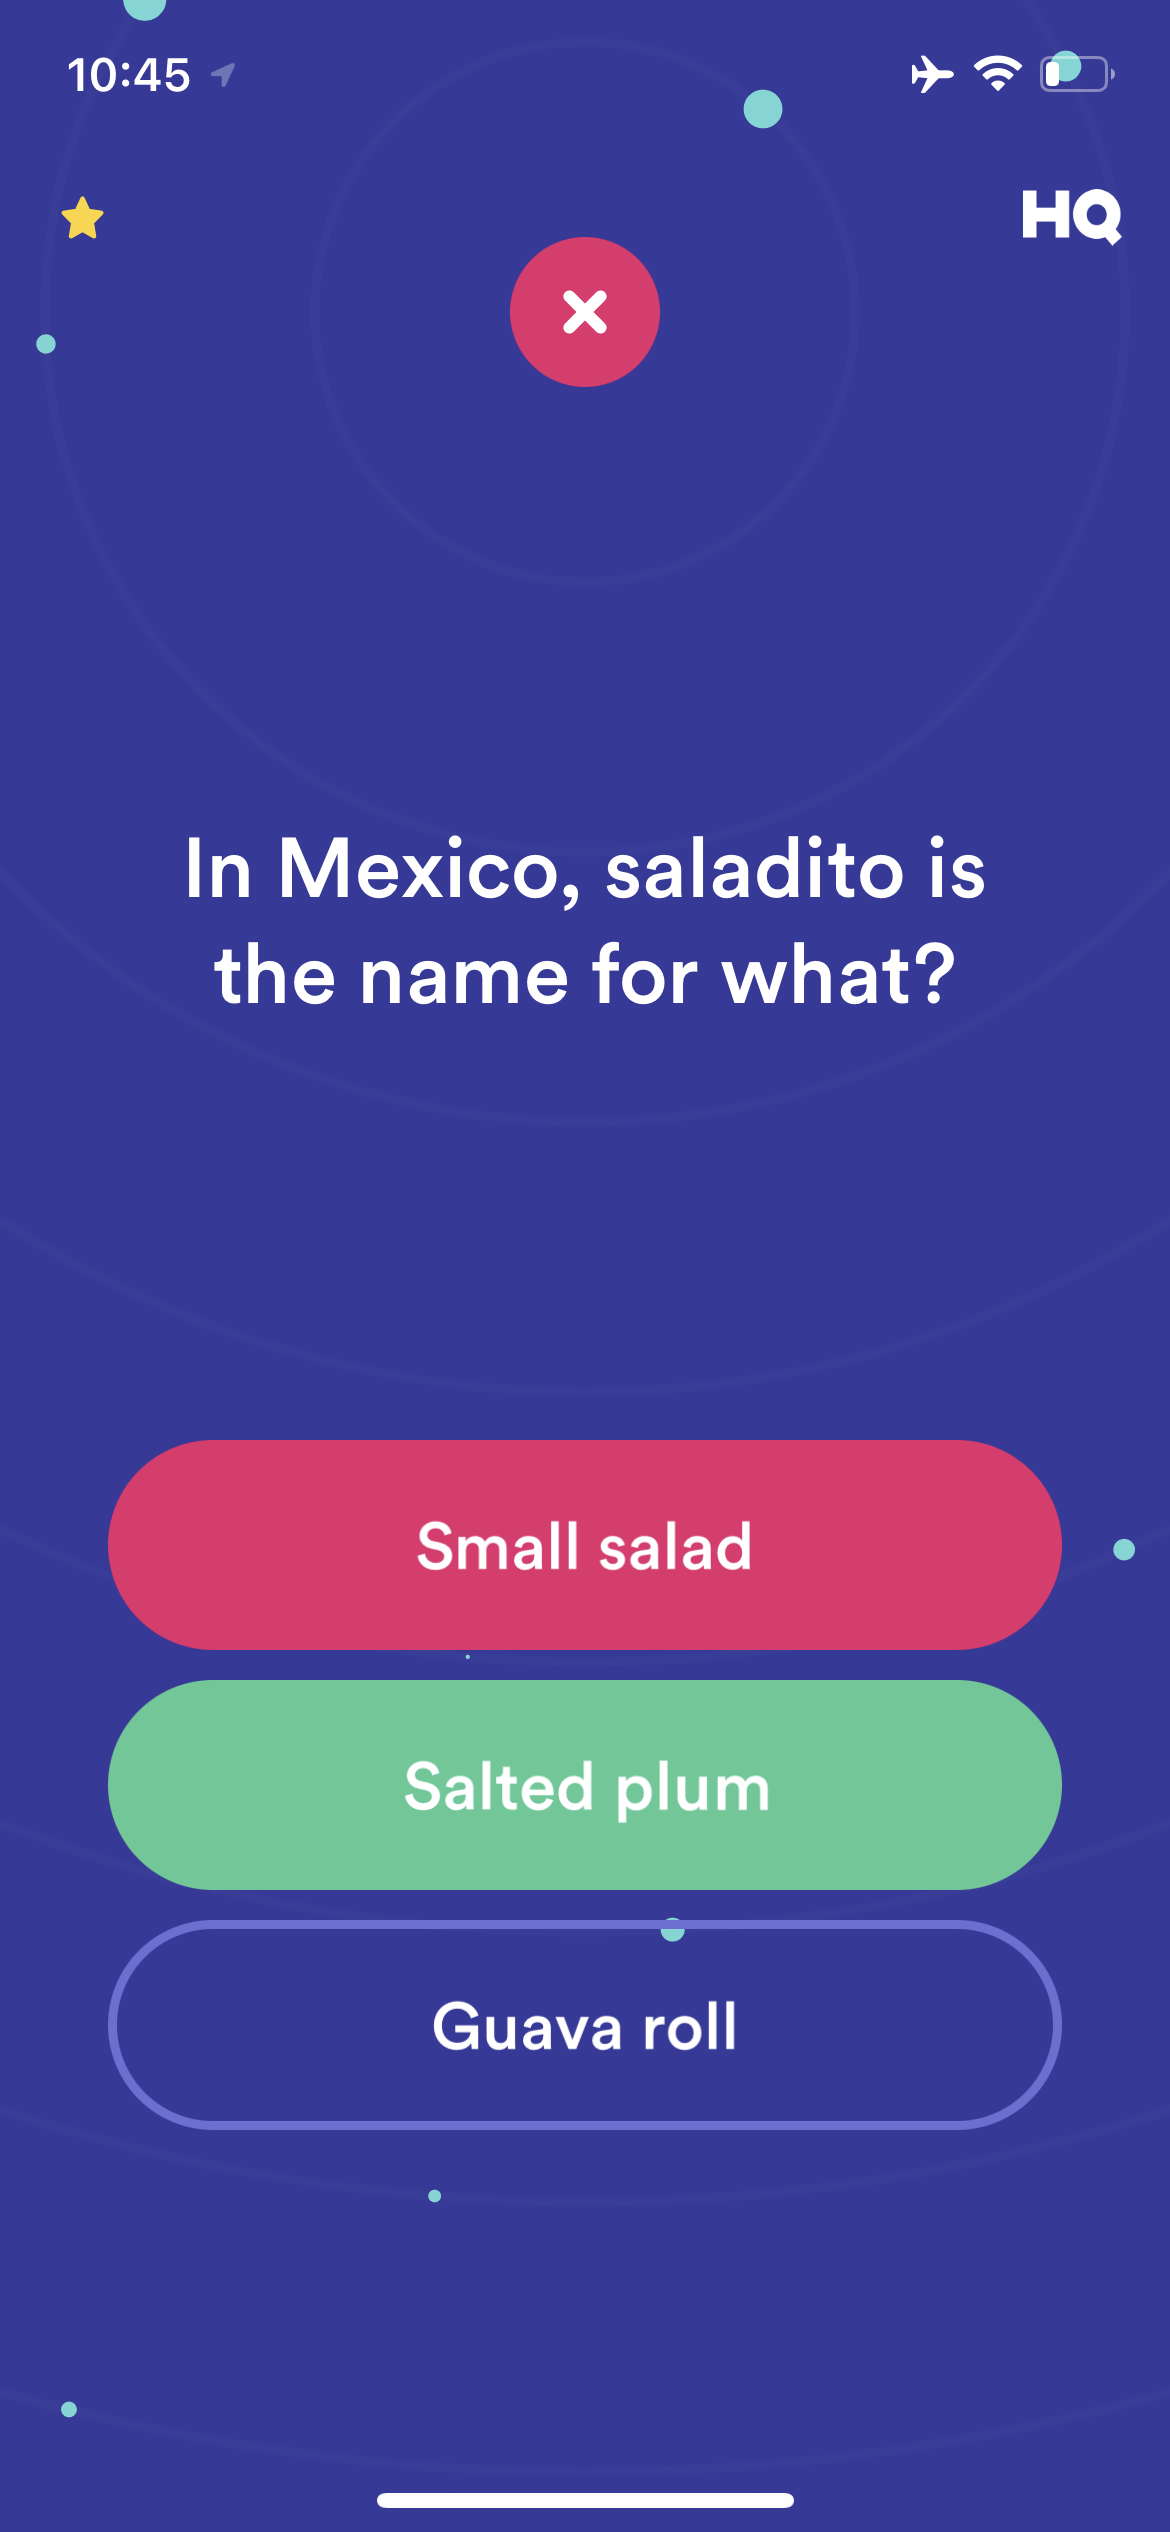 10:45
HQ
In Mexico, saladito is
the name for what?
Small salad
Salted plum
Guava roll